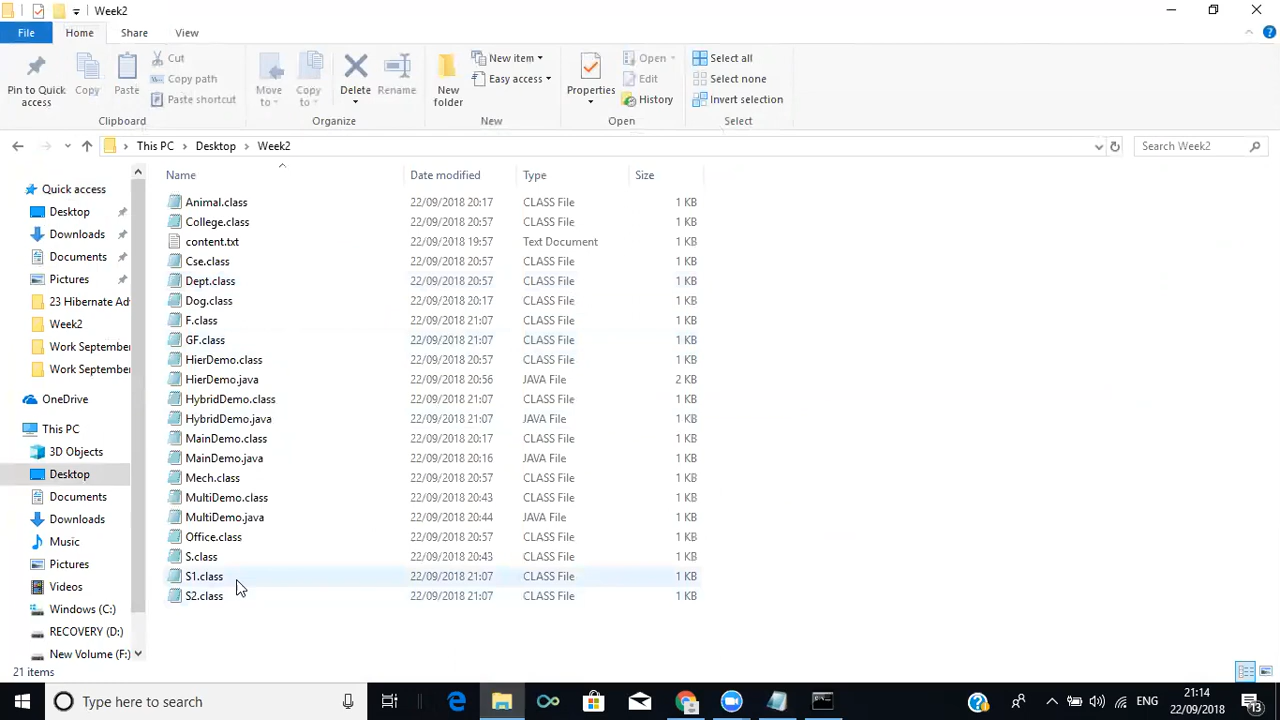 Week2
File Home Share View
Pin to Quick access
Copy
Paste
Cut
Copy path
Paste shortcut
Clipboard
Move to
Copy to
Delete
Rename
Organize
New folder
New item
Easy access
New
Properties
Open
Edit
History
Open
Select all
Select none
Invert selection
Select
This PC Desktop Week2
Search Week2
Quick access
Desktop
Downloads
Documents
Pictures
23 Hibernate Ad
Week2
Work September
Work September
OneDrive
This PC
3D Objects
Desktop
Documents
Downloads
Music
Pictures
Videos
Windows (C:)
RECOVERY (D:)
New Volume (F:)
Name Date modified Type Size
Animal.class 22/09/2018 20:17 CLASS File 1 KB
College.class 22/09/2018 20:57 CLASS File 1 KB
content.txt 22/09/2018 19:57 Text Document 1 KB
Cse.class 22/09/2018 20:57 CLASS File 1 KB
Dept.class 22/09/2018 20:57 CLASS File 1 KB
Dog.class 22/09/2018 20:17 CLASS File 1 KB
F.class 22/09/2018 21:07 CLASS File 1 KB
GF.class 22/09/2018 21:07 CLASS File 1 KB
HierDemo.class 22/09/2018 20:57 CLASS File 1 KB
HierDemo.java 22/09/2018 20:56 JAVA File 2 KB
HybridDemo.class 22/09/2018 21:07 CLASS File 1 KB
HybridDemo.java 22/09/2018 21:07 JAVA File 1 KB
MainDemo.class 22/09/2018 20:17 CLASS File 1 KB
MainDemo.java 22/09/2018 20:16 JAVA File 1 KB
Mech.class 22/09/2018 20:57 CLASS File 1 KB
MultiDemo.class 22/09/2018 20:43 CLASS File 1 KB
MultiDemo.java 22/09/2018 20:44 JAVA File 1 KB
Office.class 22/09/2018 20:57 CLASS File 1 KB
S.class 22/09/2018 20:43 CLASS File 1 KB
S1.class 22/09/2018 21:07 CLASS File 1 KB
S2.class 22/09/2018 21:07 CLASS File 1 KB
21 items
Type here to search
ENG
21:14
22/09/2018
13